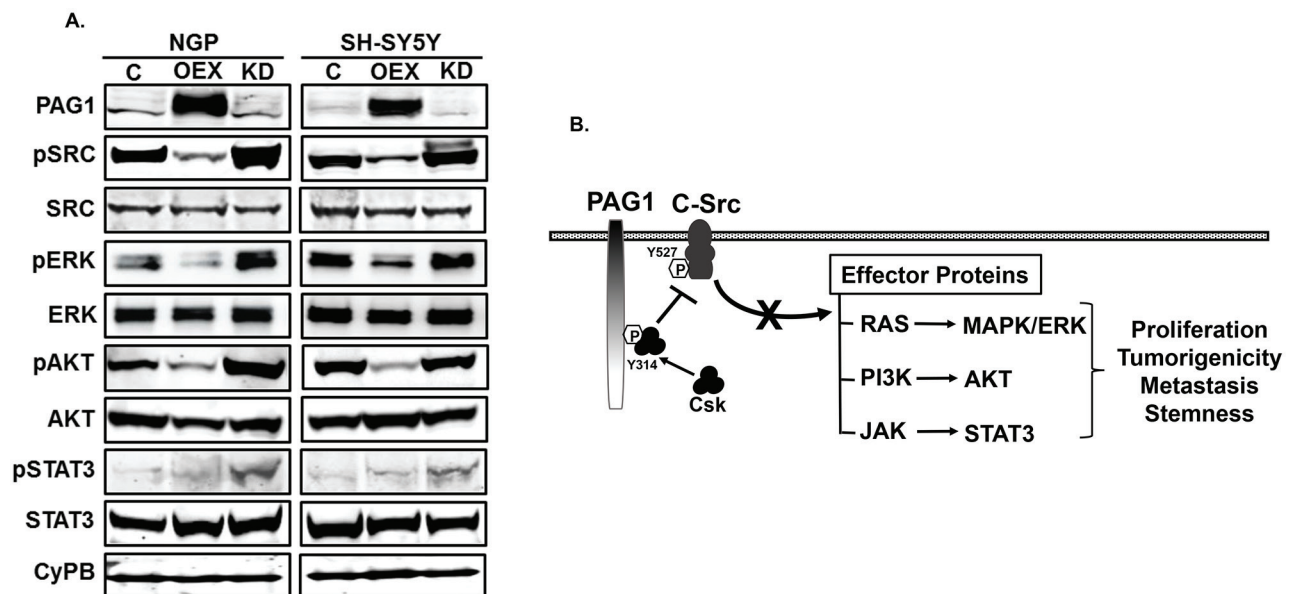 A.
NGP SH-SY5Y
C OEX KD C OEX KD
PAG1
pSRC
SRC
pERK
ERK
pAKT
AKT
pSTAT3
STAT3
CyPB
B.
PAG1 C-Src
Y527
P
P
Y314
Csk
Effector Proteins
RAS MAPK/ERK
PI3K AKT
JAK STAT3
Proliferation
Tumorigenicity
Metastasis
Stemness